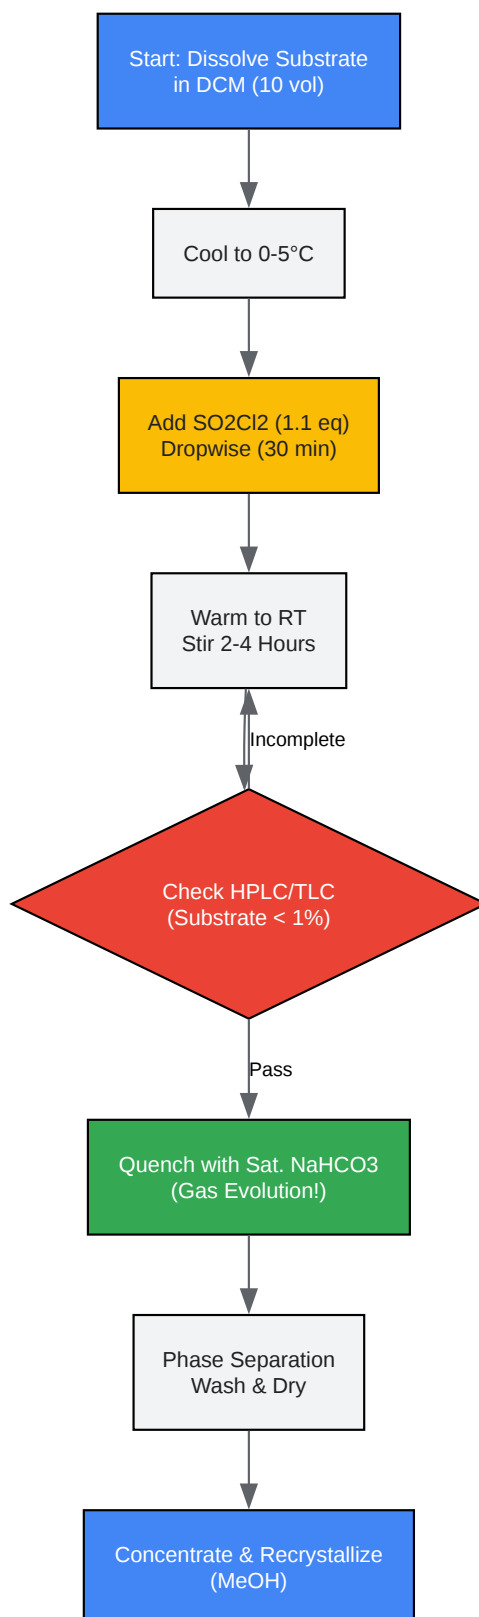 Start: Dissolve Substrate
in DCM (10 vol)
Cool to 0-5°C
Add SO2Cl2 (1.1 eq)
Dropwise (30 min)
Warm to RT
Stir 2-4 Hours
Incomplete
Check HPLC/TLC
(Substrate < 1%)
Pass
Quench with Sat. NaHCO3
(Gas Evolution!)
Phase Separation
Wash & Dry
Concentrate & Recrystallize
(MeOH)